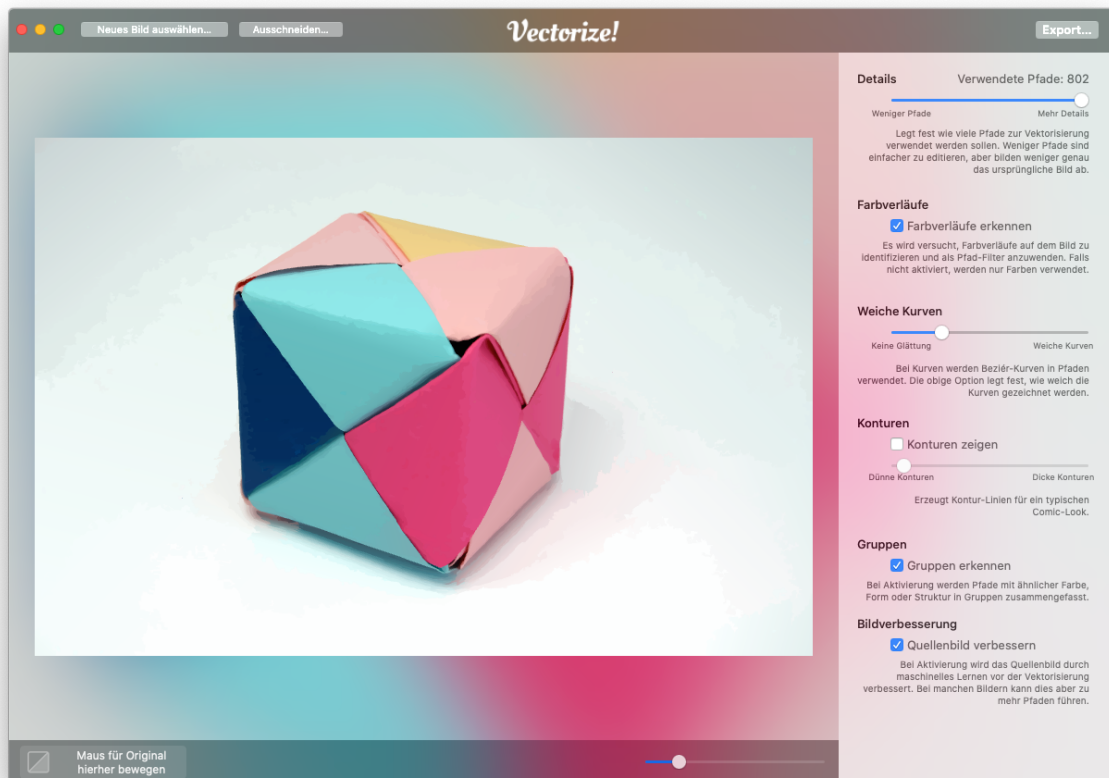 Neues Bild auswählen...
Ausschneiden...
Vectorize!
Export...
Details
Verwendete Pfade: 802
Weniger Pfade
Mehr Details
Legt fest wie viele Pfade zur Vektorisierung
verwendet werden sollen. Weniger Pfade sind
einfacher zu editieren, aber bilden weniger genau
das ursprüngliche Bild ab.
Farbverläufe
Farbverläufe erkennen
Es wird versucht, Farbverläufe auf dem Bild zu
identifizieren und als Pfad-Filter anzuwenden. Falls
nicht aktiviert, werden nur Farben verwendet.
Weiche Kurven
Keine Glättung
Weiche Kurven
Bei Kurven werden Beziér-Kurven in Pfaden
verwendet. Die obige Option legt fest, wie weich die
Kurven gezeichnet werden.
Konturen
Konturen zeigen
Dünne Konturen
Dicke Konturen
Erzeugt Kontur-Linien für ein typischen
Comic-Look.
Gruppen
Gruppen erkennen
Bei Aktivierung werden Pfade mit ähnlicher Farbe,
Form oder Struktur in Gruppen zusammengefasst.
Bildverbesserung
Quellenbild verbessern
Bei Aktivierung wird das Quellenbild durch
maschinelles Lernen vor der Vektorisierung
verbessert. Bei manchen Bildern kann dies aber zu
mehr Pfaden führen.
Maus für Original
hierher bewegen